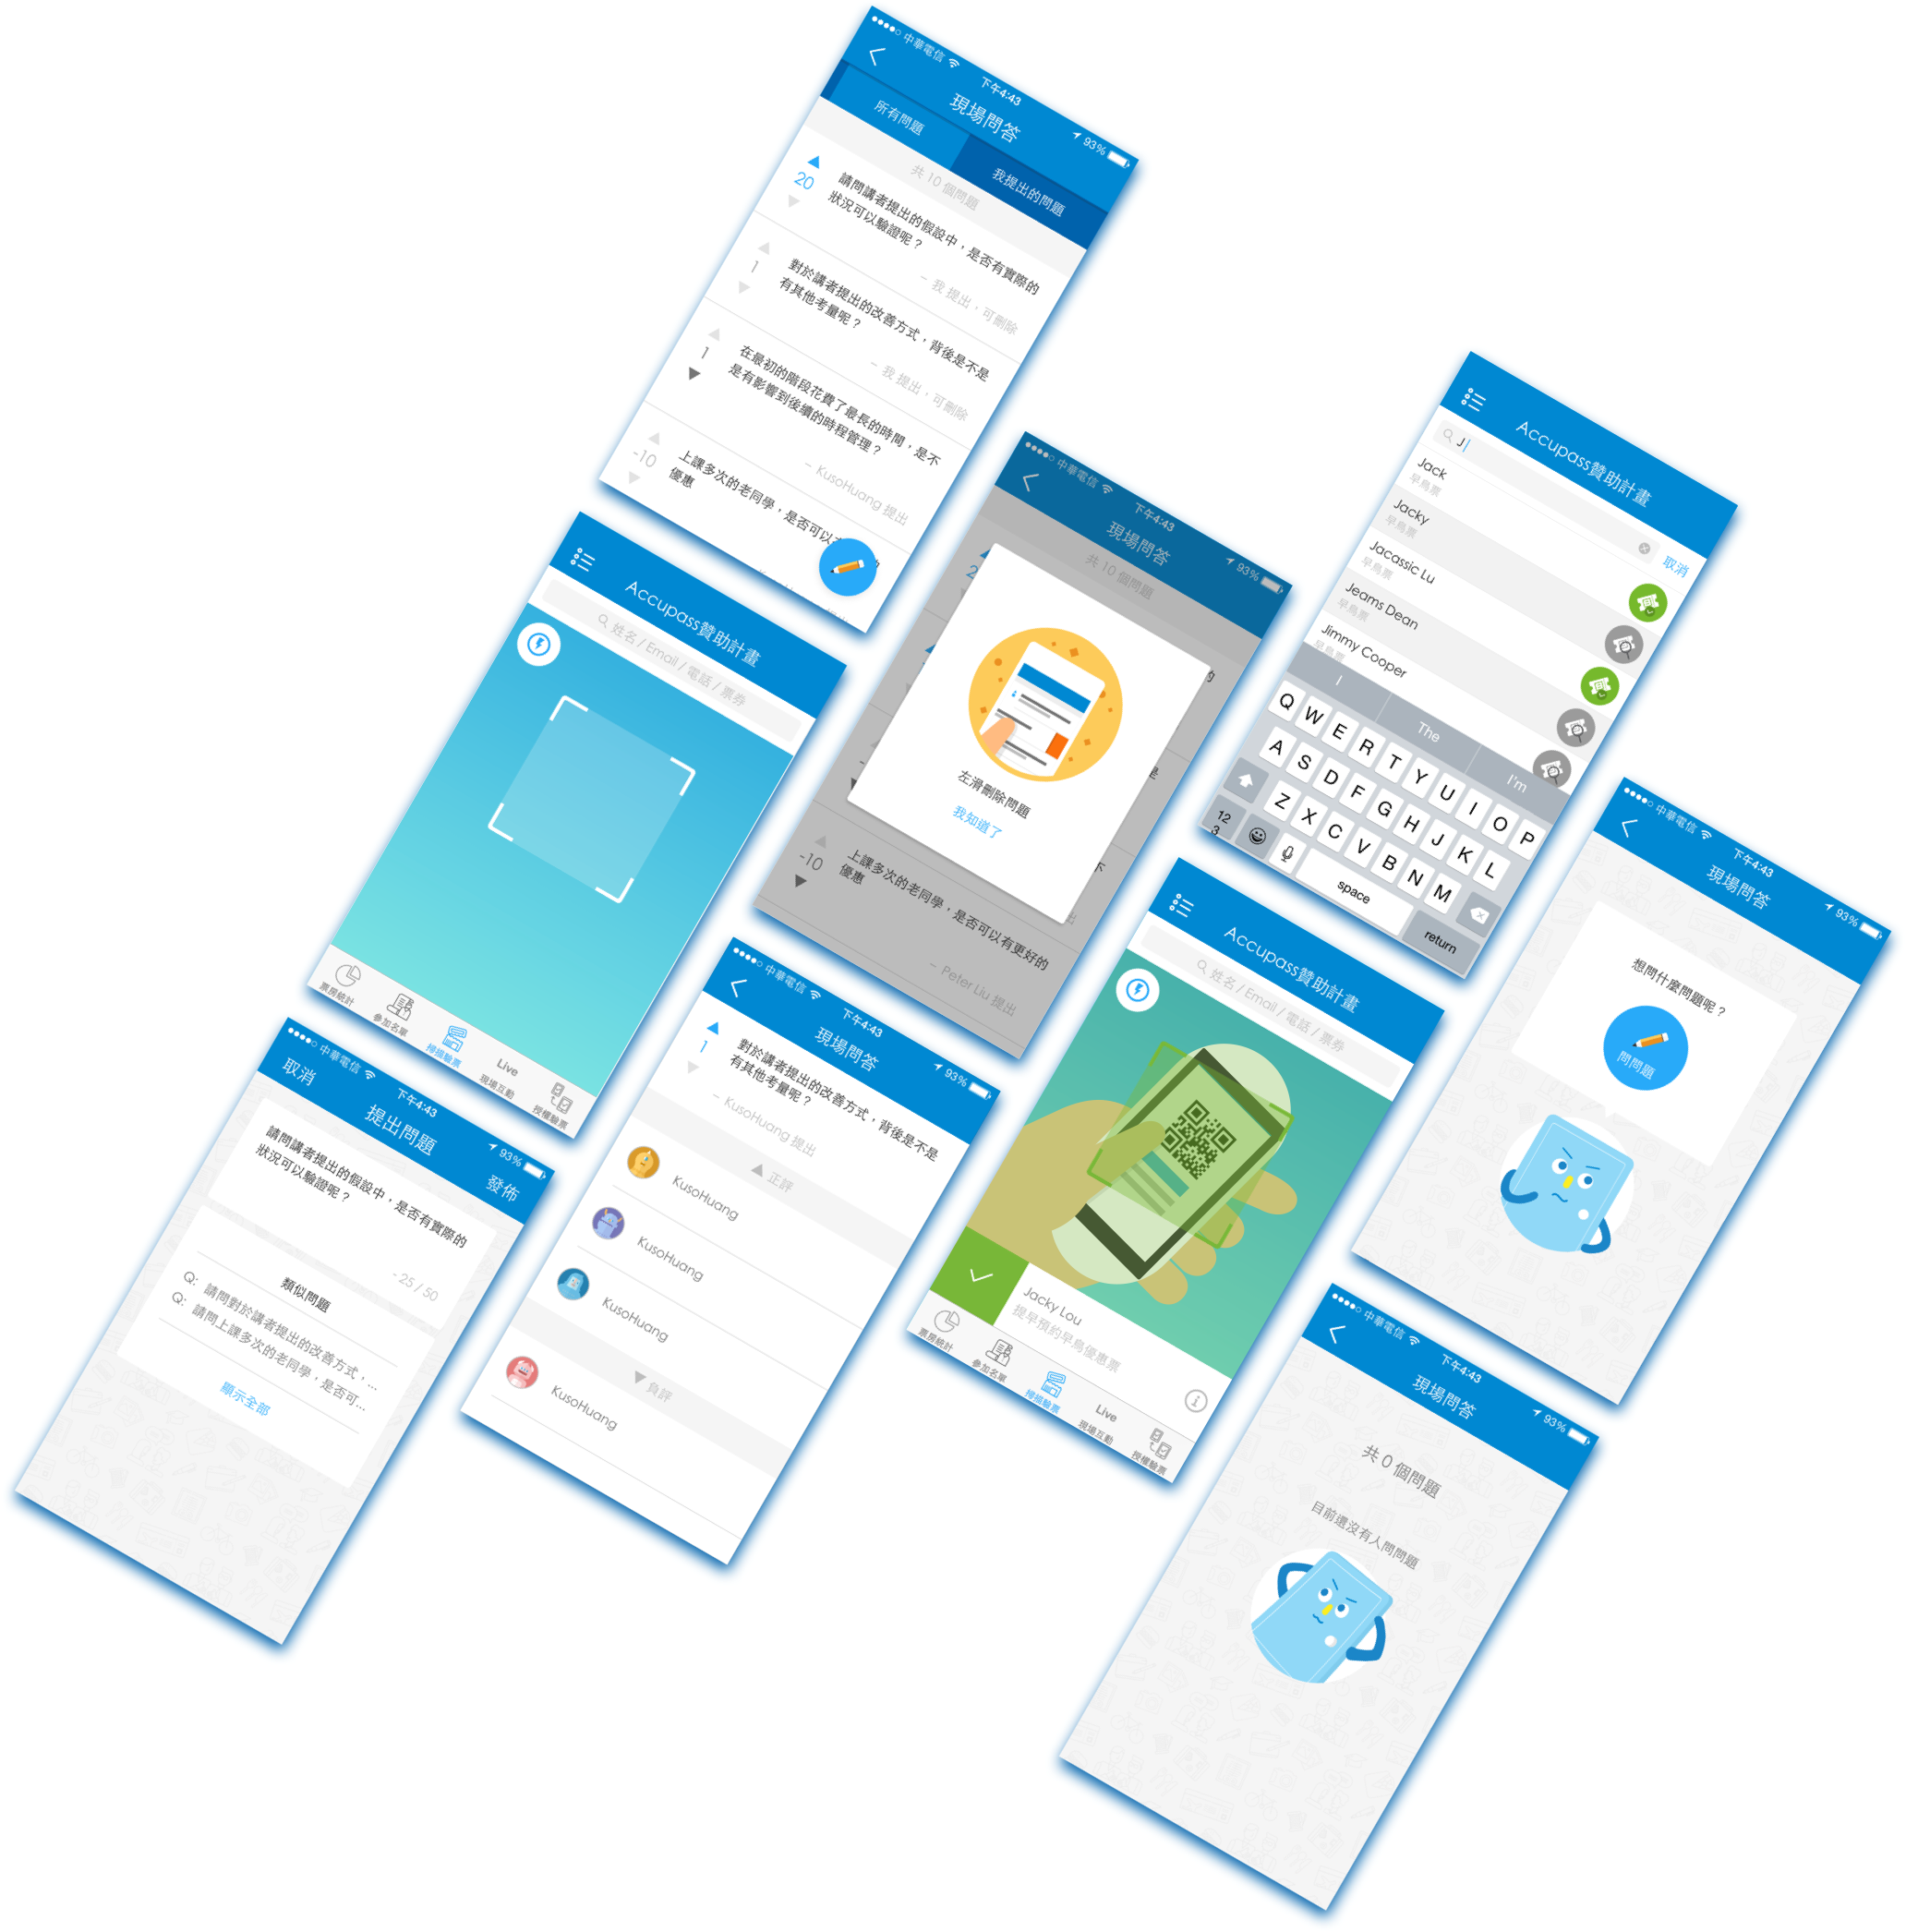 中華電信
下午4:43
93%
現場問答
所有問題
我提出的問題
共 10 個問題
20
請問講者提出的假設中，是否有實際的
狀況可以驗證呢？
– 我 提出，可刪除
1
對於講者提出的改善方式，背後是不是
有其他考量呢？
– 我 提出，可刪除
1
在最初的階段花費了最長的時間，是不
是有影響到後續的時程管理？
– KusoHuang 提出
-10
上課多次的老同學，是否可以
優惠
Accupass贊助計畫
姓名 / Email / 電話 / 票券
票房統計
參加名單
掃描驗票
Live
現場互動
授權驗票
中華電信
下午4:43
93%
現場問答
共 10 個問題
左滑刪除問題
我知道了
-10
上課多次的老同學，是否可以有更好的
優惠
– Peter Liu 提出
Accupass贊助計畫
J
取消
Jack
早鳥票
Jacky
早鳥票
Jacassic Lu
早鳥票
Jeams Dean
早鳥票
Jimmy Cooper
早鳥票
I
The
I'm
Q W E R T Y U I O P
A S D F G H J K L
Z X C V B N M
123
space
return
中華電信
下午4:43
93%
取消
提出問題
發佈
請問講者提出的假設中，是否有實際的
狀況可以驗證呢？
- 25 / 50
類似問題
Q: 請問對於講者提出的改善方式，...
Q: 請問上課多次的老同學，是否可...
顯示全部
中華電信
下午4:43
93%
現場問答
1
對於講者提出的改善方式，背後是不是
有其他考量呢？
– KusoHuang 提出
正評
KusoHuang
KusoHuang
KusoHuang
負評
KusoHuang
Accupass贊助計畫
姓名 / Email / 電話 / 票券
Jacky Lou
提早預約早鳥優惠票
票房統計
參加名單
掃描驗票
Live
現場互動
授權驗票
中華電信
下午4:43
93%
現場問答
想問什麼問題呢？
問問題
中華電信
下午4:43
93%
現場問答
共 0 個問題
目前還沒有人問問題